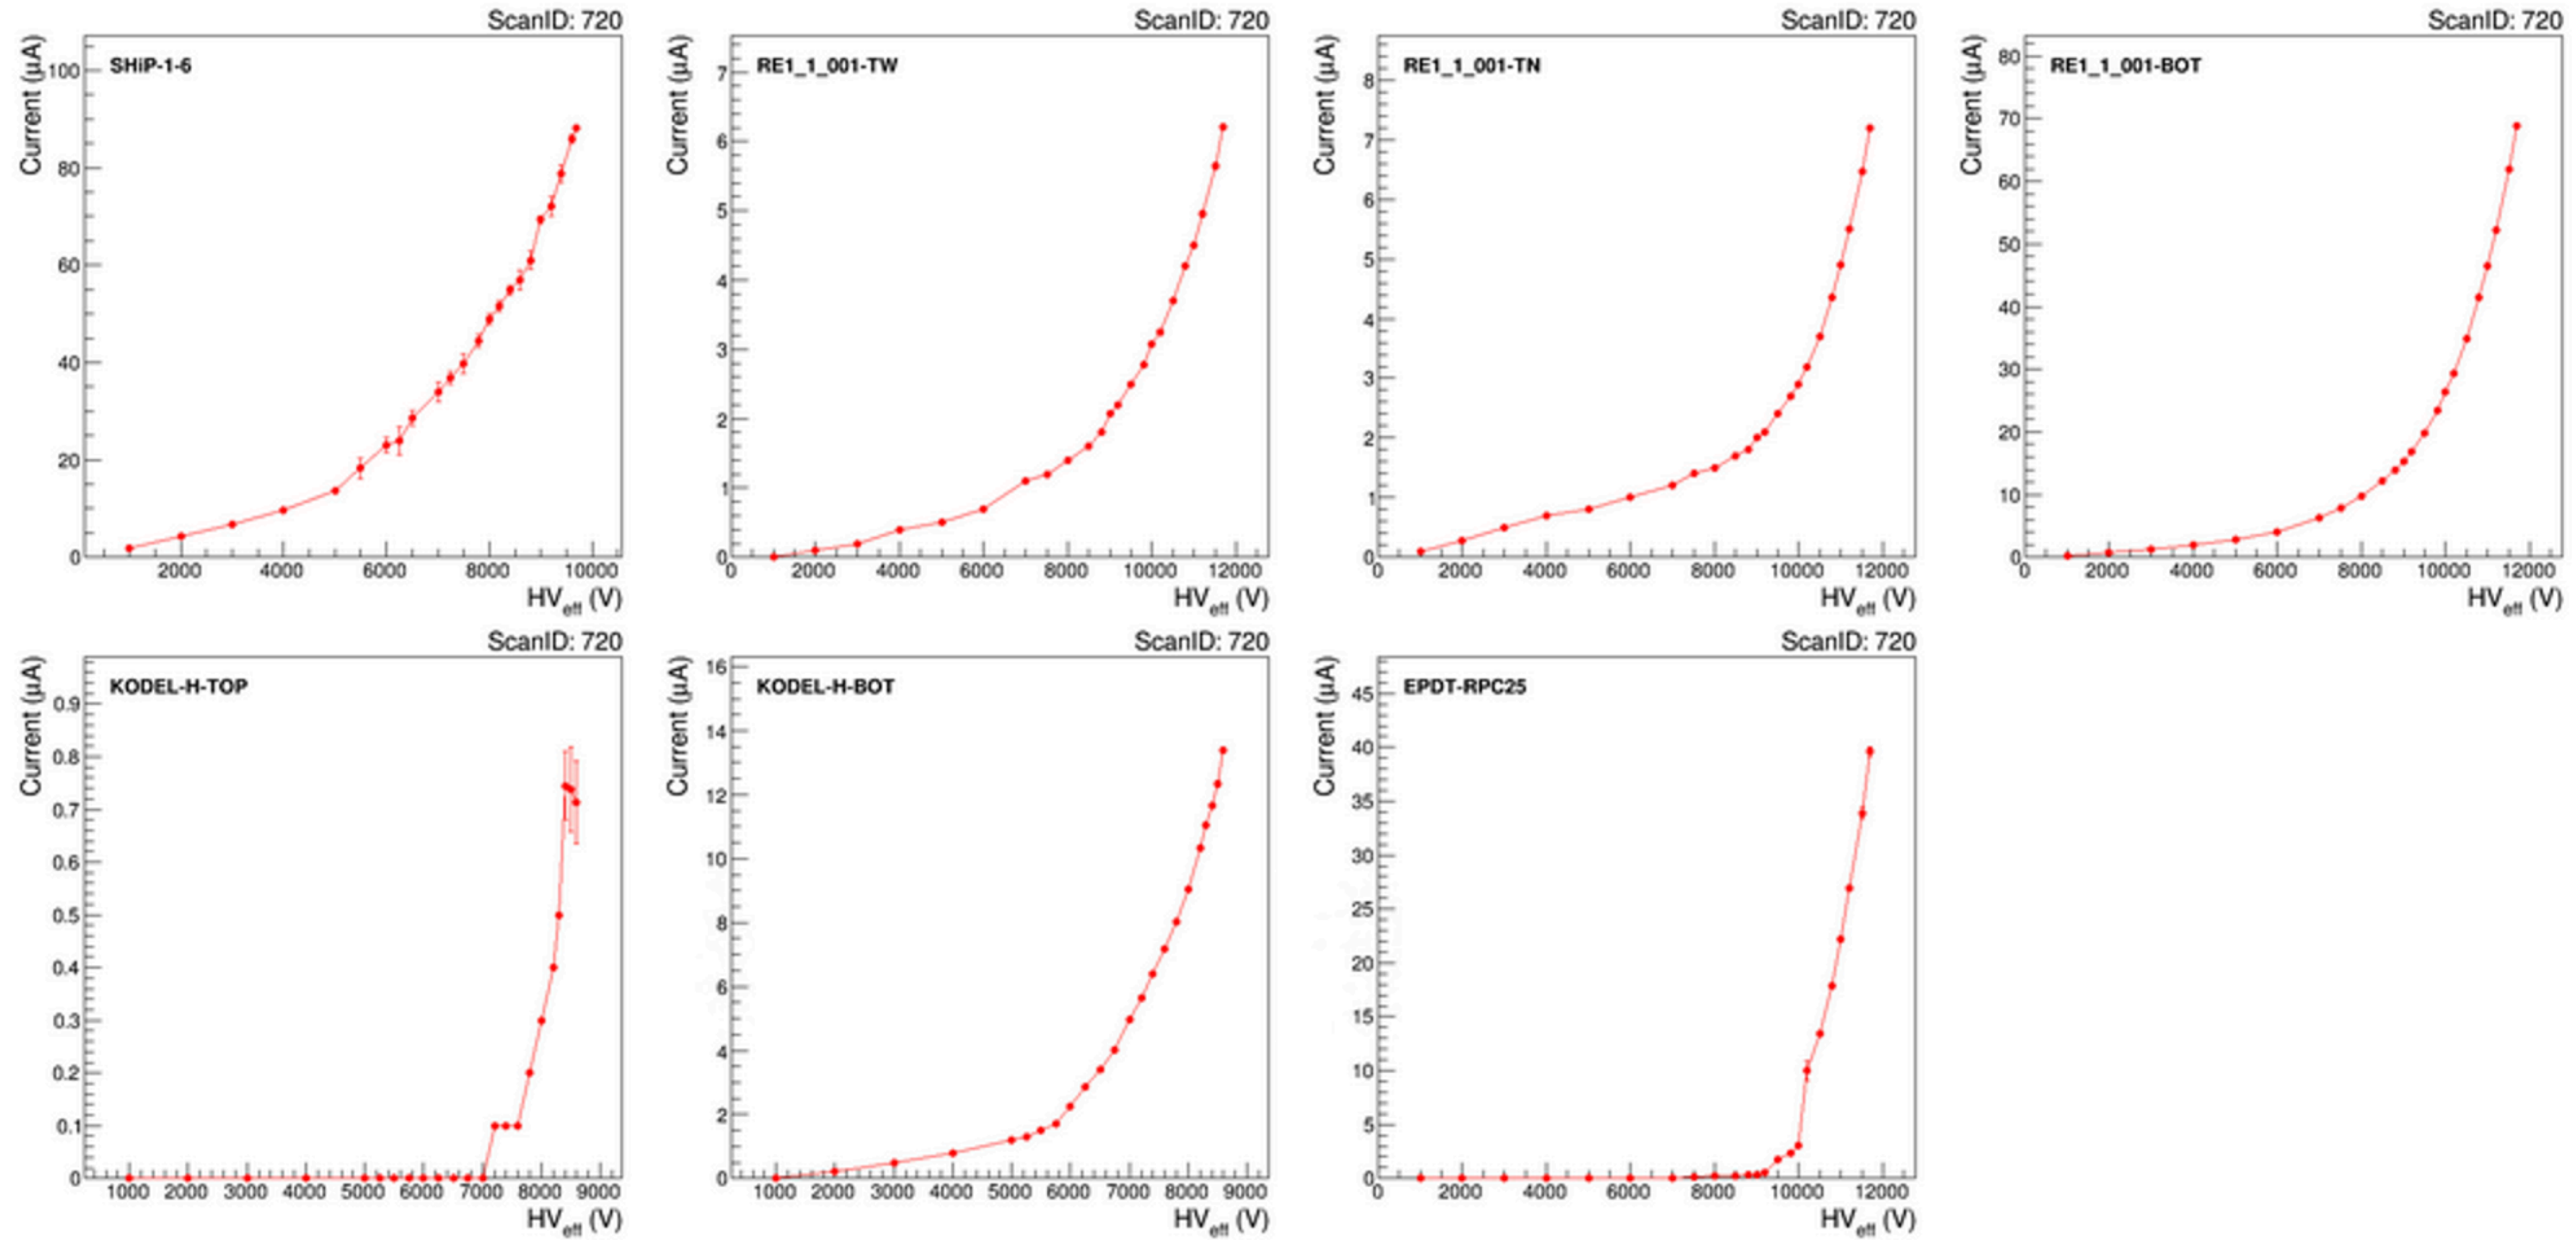 ScanID: 720
Current (μA)
SHiP-1-6
100
80
60
40
20
0
2000 4000 6000 8000 10000
HVeff (V)
ScanID: 720
Current (μA)
RE1_1_001-TW
7
6
5
4
3
2
1
0
0 2000 4000 6000 8000 10000 12000
HVeff (V)
ScanID: 720
Current (μA)
RE1_1_001-TN
8
7
6
5
4
3
2
1
0
0 2000 4000 6000 8000 10000 12000
HVeff (V)
ScanID: 720
Current (μA)
RE1_1_001-BOT
80
70
60
50
40
30
20
10
0
0 2000 4000 6000 8000 10000 12000
HVeff (V)
ScanID: 720
Current (μA)
KODEL-H-TOP
0.9
0.8
0.7
0.6
0.5
0.4
0.3
0.2
0.1
0
1000 2000 3000 4000 5000 6000 7000 8000 9000
HVeff (V)
ScanID: 720
Current (μA)
KODEL-H-BOT
16
14
12
10
8
6
4
2
0
1000 2000 3000 4000 5000 6000 7000 8000 9000
HVeff (V)
ScanID: 720
Current (μA)
EPDT-RPC25
45
40
35
30
25
20
15
10
5
0
0 2000 4000 6000 8000 10000 12000
HVeff (V)